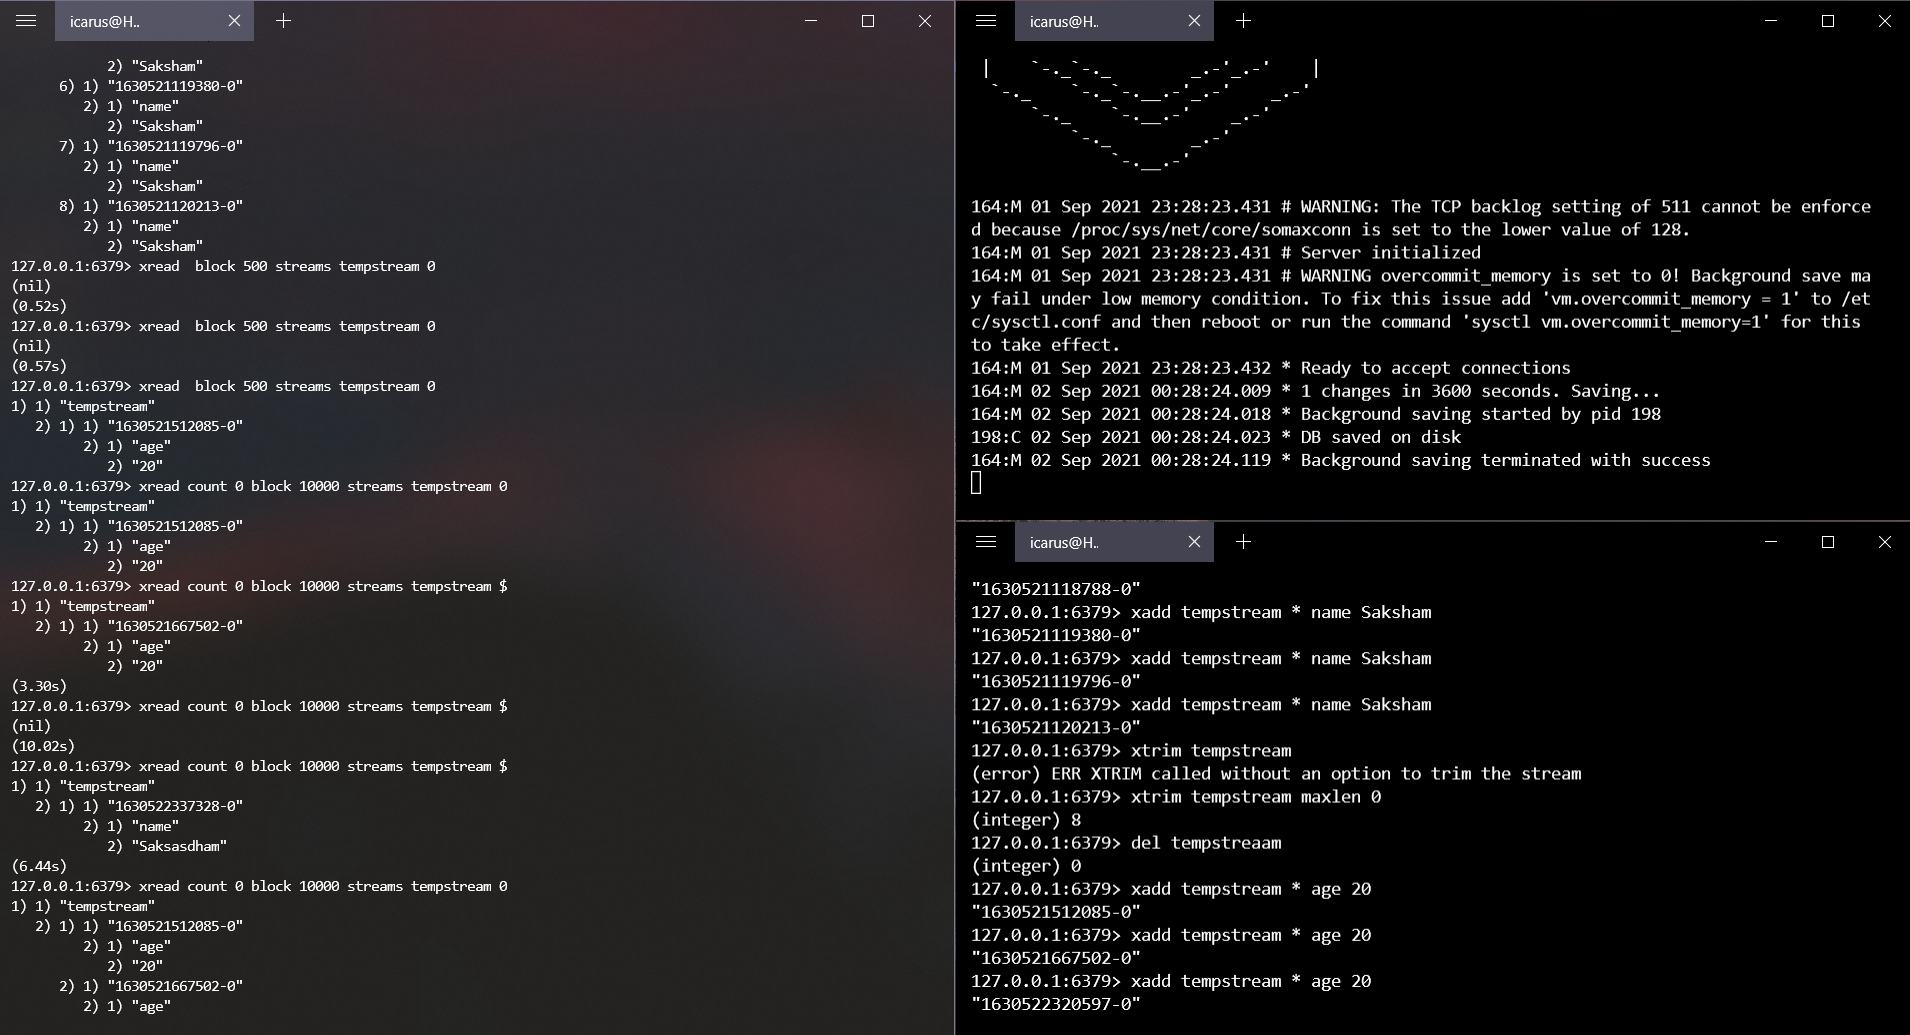 icarus@H..
2) "Saksham"
6) 1) "1630521119380-0"
2) 1) "name"
2) "Saksham"
7) 1) "1630521119796-0"
2) 1) "name"
2) "Saksham"
8) 1) "1630521120213-0"
2) 1) "name"
2) "Saksham"
127.0.0.1:6379> xread  block 500 streams tempstream 0
(nil)
(0.52s)
127.0.0.1:6379> xread  block 500 streams tempstream 0
(nil)
(0.57s)
127.0.0.1:6379> xread  block 500 streams tempstream 0
1) 1) "tempstream"
2) 1) 1) "1630521512085-0"
2) 1) "age"
2) "20"
127.0.0.1:6379> xread count 0 block 10000 streams tempstream 0
1) 1) "tempstream"
2) 1) 1) "1630521512085-0"
2) 1) "age"
2) "20"
127.0.0.1:6379> xread count 0 block 10000 streams tempstream $
1) 1) "tempstream"
2) 1) 1) "1630521667502-0"
2) 1) "age"
2) "20"
(3.30s)
127.0.0.1:6379> xread count 0 block 10000 streams tempstream $
(nil)
(10.02s)
127.0.0.1:6379> xread count 0 block 10000 streams tempstream $
1) 1) "tempstream"
2) 1) 1) "1630522337328-0"
2) 1) "name"
2) "Saksasdham"
(6.44s)
127.0.0.1:6379> xread count 0 block 10000 streams tempstream 0
1) 1) "tempstream"
2) 1) 1) "1630521512085-0"
2) 1) "age"
2) "20"
2) 1) "1630521667502-0"
2) 1) "age"
icarus@H..
164:M 01 Sep 2021 23:28:23.431 # WARNING: The TCP backlog setting of 511 cannot be enforce
d because /proc/sys/net/core/somaxconn is set to the lower value of 128.
164:M 01 Sep 2021 23:28:23.431 # Server initialized
164:M 01 Sep 2021 23:28:23.431 # WARNING overcommit_memory is set to 0! Background save ma
y fail under low memory condition. To fix this issue add 'vm.overcommit_memory = 1' to /et
c/sysctl.conf and then reboot or run the command 'sysctl vm.overcommit_memory=1' for this
to take effect.
164:M 01 Sep 2021 23:28:23.432 * Ready to accept connections
164:M 02 Sep 2021 00:28:24.009 * 1 changes in 3600 seconds. Saving...
164:M 02 Sep 2021 00:28:24.018 * Background saving started by pid 198
198:C 02 Sep 2021 00:28:24.023 * DB saved on disk
164:M 02 Sep 2021 00:28:24.119 * Background saving terminated with success
icarus@H..
"1630521118788-0"
127.0.0.1:6379> xadd tempstream * name Saksham
"1630521119380-0"
127.0.0.1:6379> xadd tempstream * name Saksham
"1630521119796-0"
127.0.0.1:6379> xadd tempstream * name Saksham
"1630521120213-0"
127.0.0.1:6379> xtrim tempstream
(error) ERR XTRIM called without an option to trim the stream
127.0.0.1:6379> xtrim tempstream maxlen 0
(integer) 8
127.0.0.1:6379> del tempstreaam
(integer) 0
127.0.0.1:6379> xadd tempstream * age 20
"1630521512085-0"
127.0.0.1:6379> xadd tempstream * age 20
"1630521667502-0"
127.0.0.1:6379> xadd tempstream * age 20
"1630522320597-0"